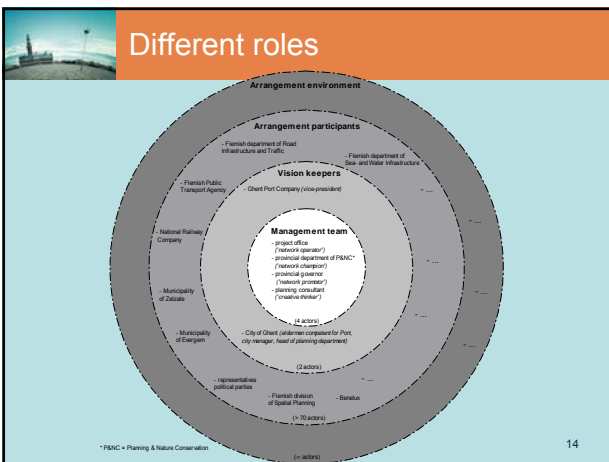 Different roles
Arrangement environment
Arrangement participants
- Flemish department of Road
Infrastructure and Traffic
- Flemish department of
Sea- and Water Infrastructure
Vision keepers
- Flemish Public
Transport Agency
- Ghent Port Company (vice-president)
- ...
- ...
- National Railway
Company
Management team
- project office
('network operator')
- provincial department of P&NC*
('network champion')
- provincial governor
('network promotor')
- planning consultant
('creative thinker')
- ...
- ...
- Municipality
of Zelzate
(4 actors)
- ...
- Municipality
of Evergem
- City of Ghent (alderman competent for Port,
city manager, head of planning department)
- ...
(2 actors)
- representatives
political parties
- ...
- Flemish division
of Spatial Planning
- Benelux
(> 70 actors)
* P&NC = Planning & Nature Conservation
(∞ actors)
14